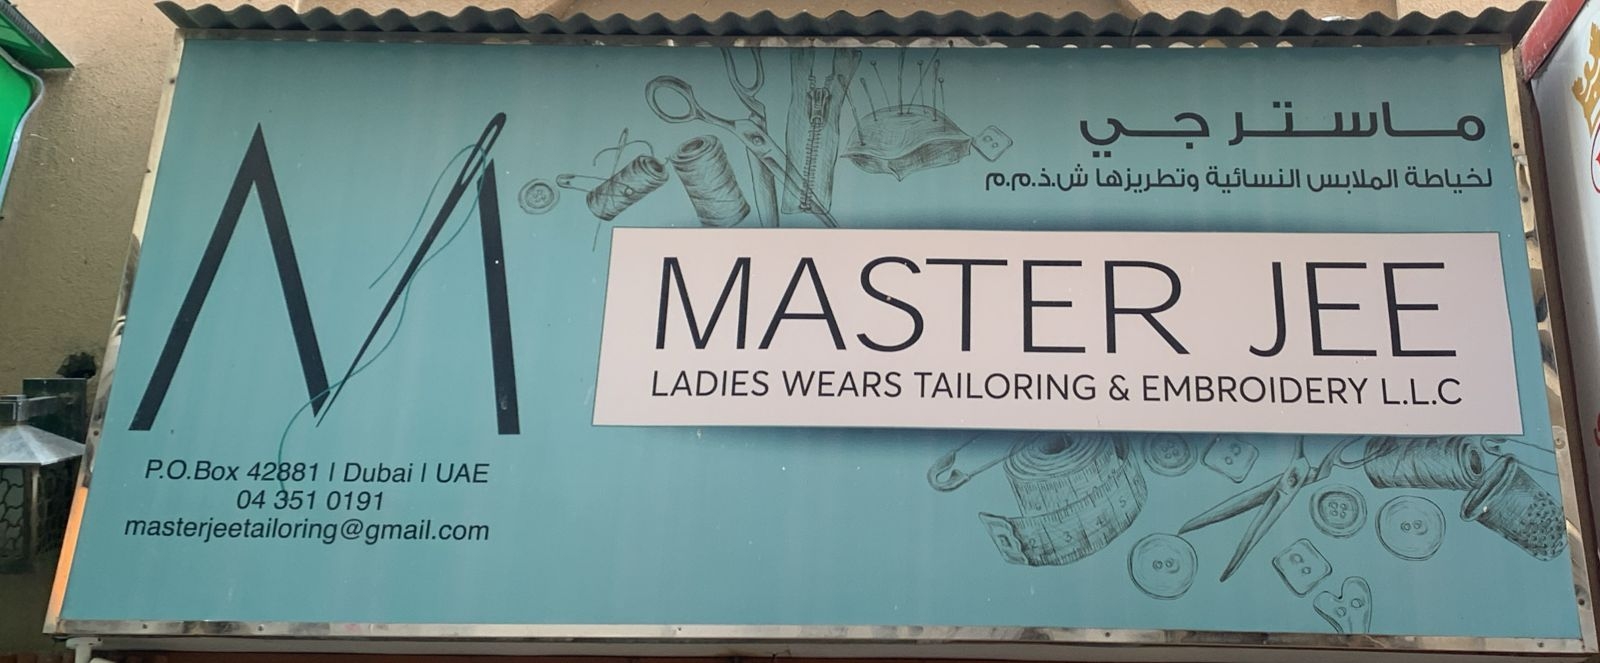 ماستر جي
لخياطة الملابس النسائية وتطريزها ش.ذ.م.م
MASTER JEE
LADIES WEARS TAILORING & EMBROIDERY L.L.C
P.O.Box 42881 | Dubai | UAE
04 351 0191
masterjeetailoring@gmail.com